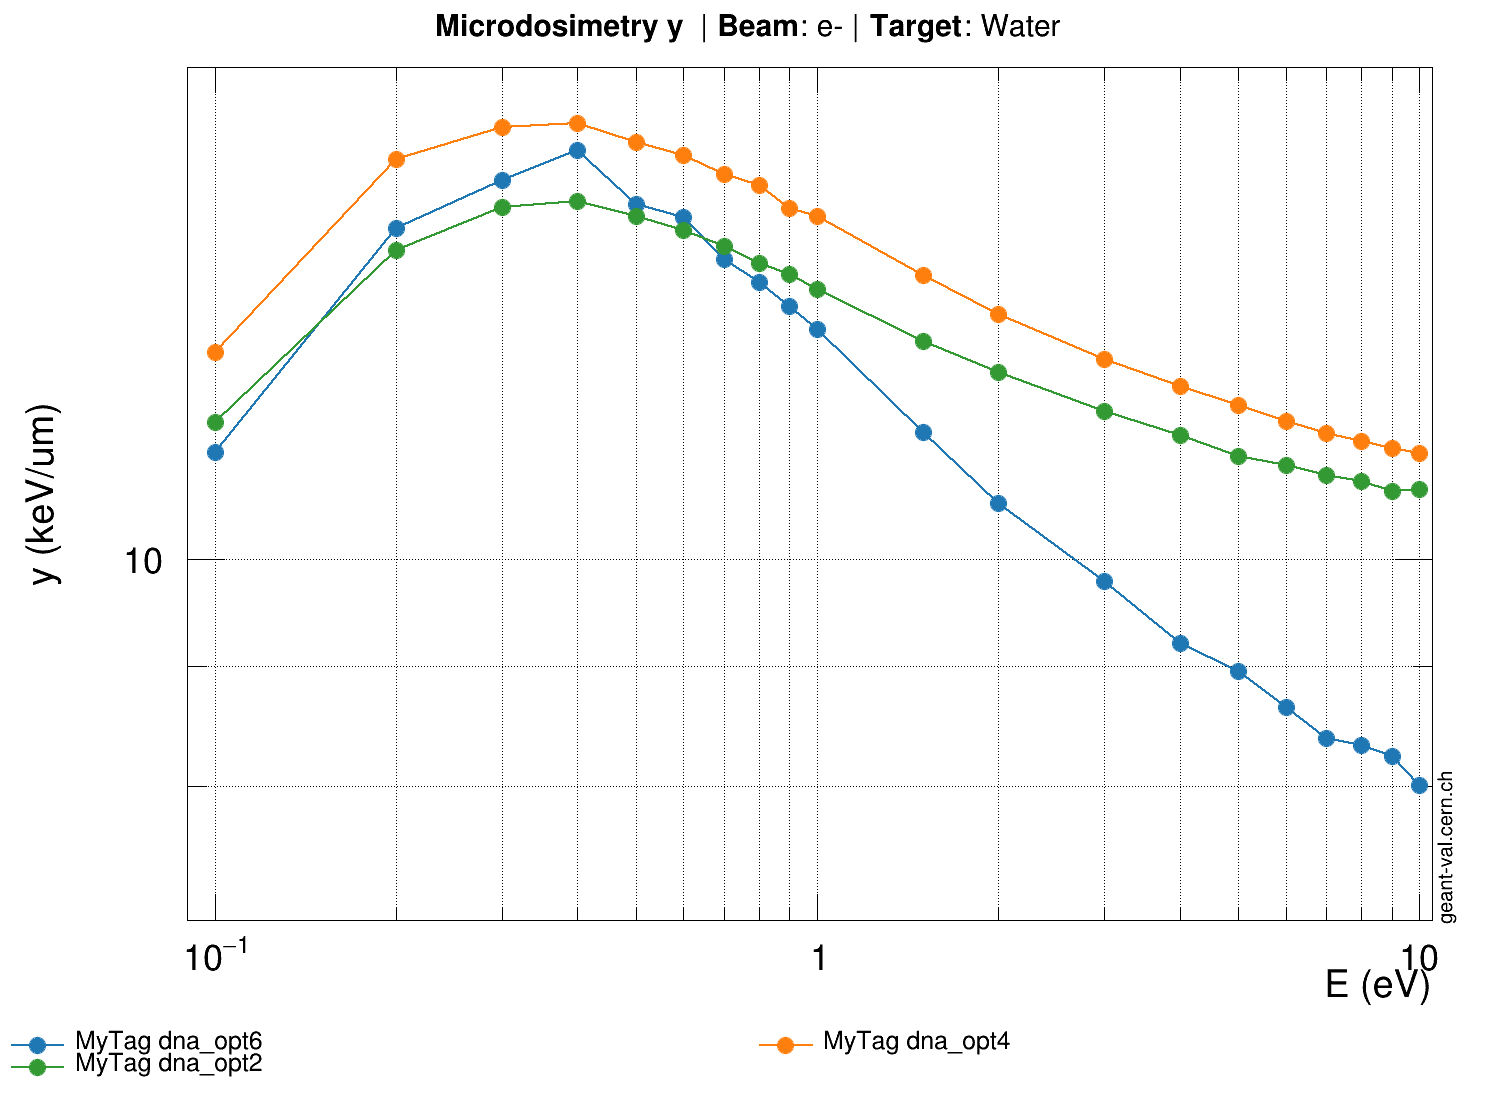 Microdosimetry y | Beam: e- | Target: Water
y (keV/um)
10
10⁻¹
1
10
E (eV)
geant-val.cern.ch
MyTag dna_opt6
MyTag dna_opt4
MyTag dna_opt2